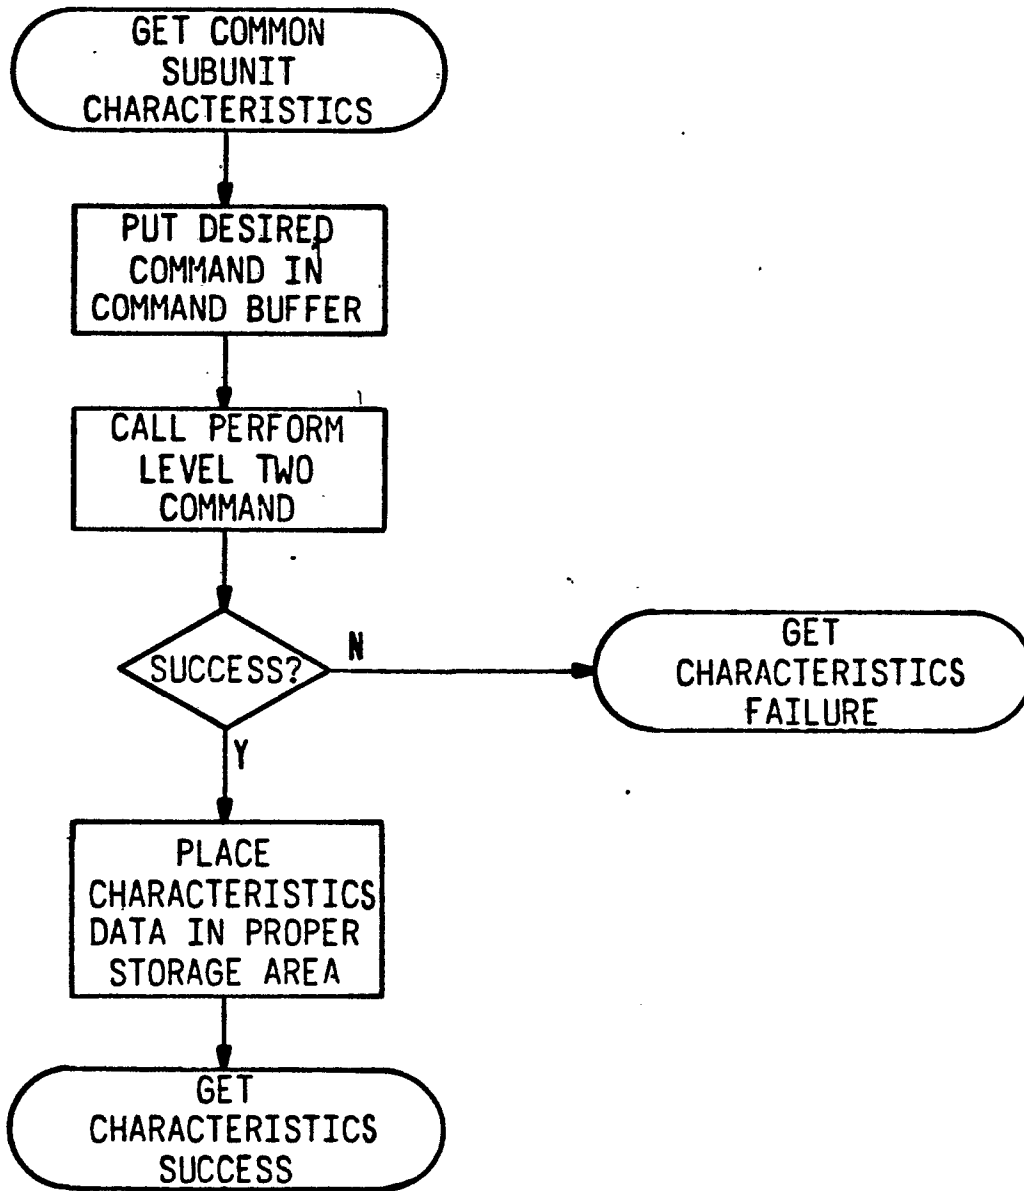 GET COMMON
SUBUNIT
CHARACTERISTICS
PUT DESIRED
COMMAND IN
COMMAND BUFFER
CALL PERFORM
LEVEL TWO
COMMAND
SUCCESS?
N
GET
CHARACTERISTICS
FAILURE
Y
PLACE
CHARACTERISTICS
DATA IN PROPER
STORAGE AREA
GET
CHARACTERISTICS
SUCCESS